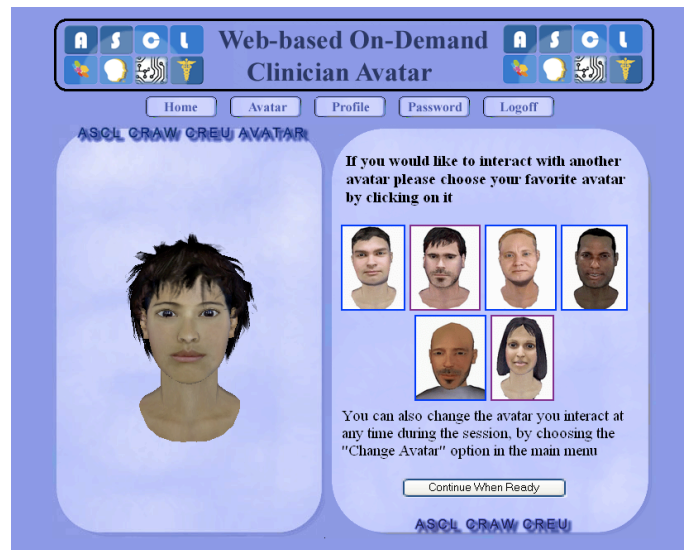 A S C L
Web-based On-Demand
Clinician Avatar
A S C L
Home
Avatar
Profile
Password
Logoff
ASCL CRAW CREU AVATAR
If you would like to interact with another
avatar please choose your favorite avatar
by clicking on it
You can also change the avatar you interact at
any time during the session, by choosing the
"Change Avatar" option in the main menu
Continue When Ready
ASCL CRAW CREU